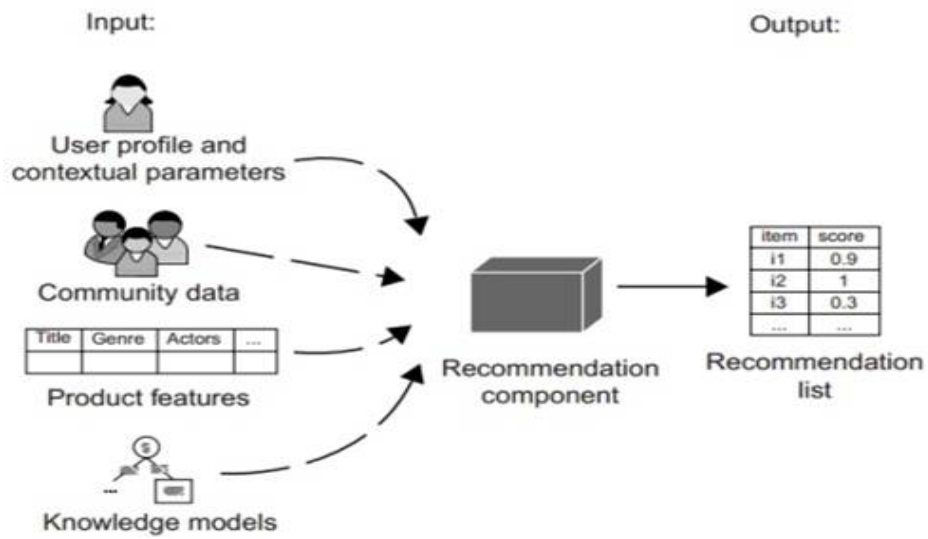 Input:
Output:
User profile and
contextual parameters
Community data
Title Genre Actors ...
Product features
$
...
Knowledge models
Recommendation
component
item score
i1 0.9
i2 1
i3 0.3
... ...
Recommendation
list